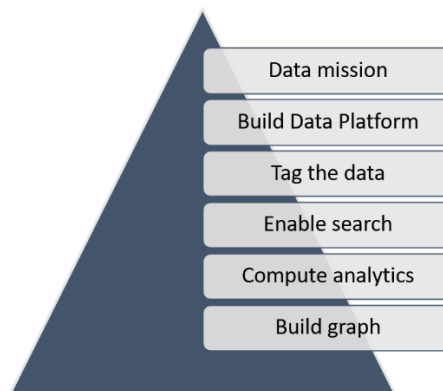 Data mission
Build Data Platform
Tag the data
Enable search
Compute analytics
Build graph